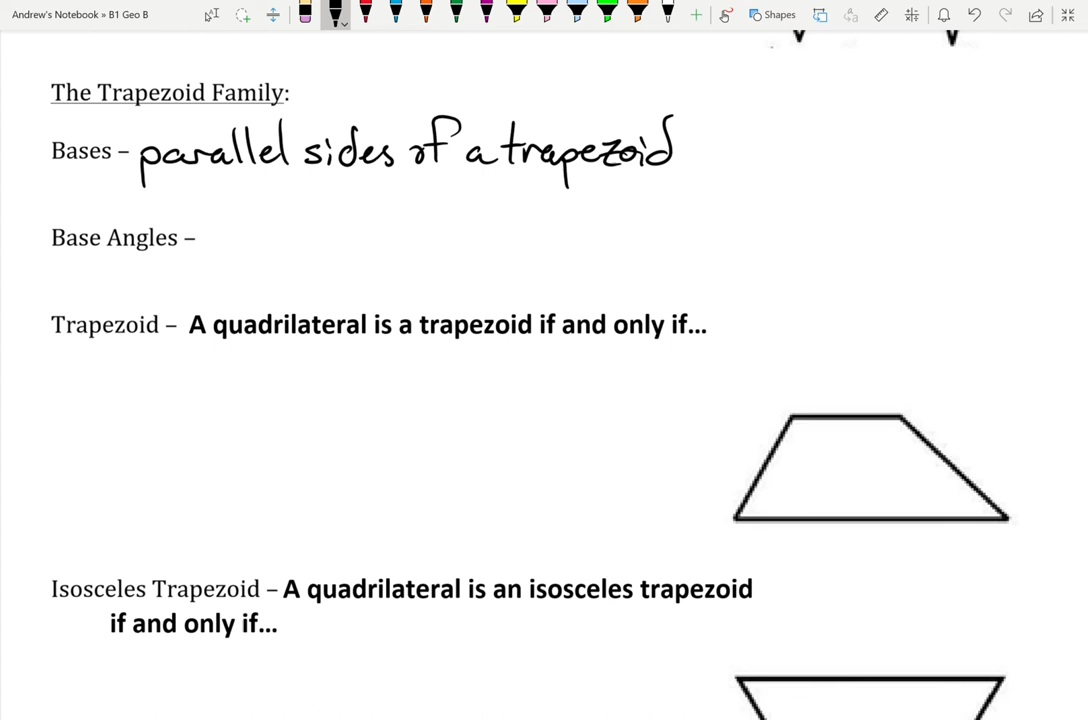 Andrew's Notebook » B1 Geo B
Shapes
The Trapezoid Family:
Bases – parallel sides of a trapezoid
Base Angles –
Trapezoid – A quadrilateral is a trapezoid if and only if...
Isosceles Trapezoid – A quadrilateral is an isosceles trapezoid
if and only if...